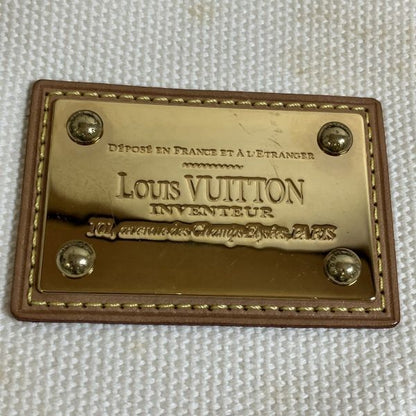 DÉPOSÉ EN FRANCE ET À L'ETRANGER
LOUIS VUITTON
INVENTEUR
101, avenue des Champs Elysées, PARIS